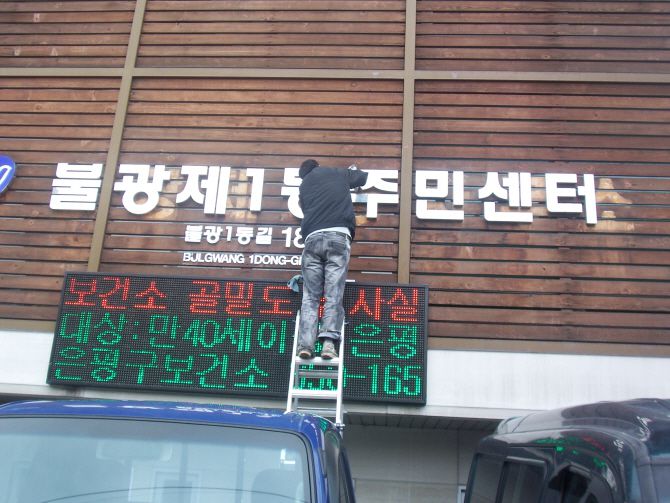 불광제1동 주민센터
불광1동길 18
BULGWANG 1DONG-G
보건소 골밀도 사실
대상:만40세이 은평
은평구보건소 -165